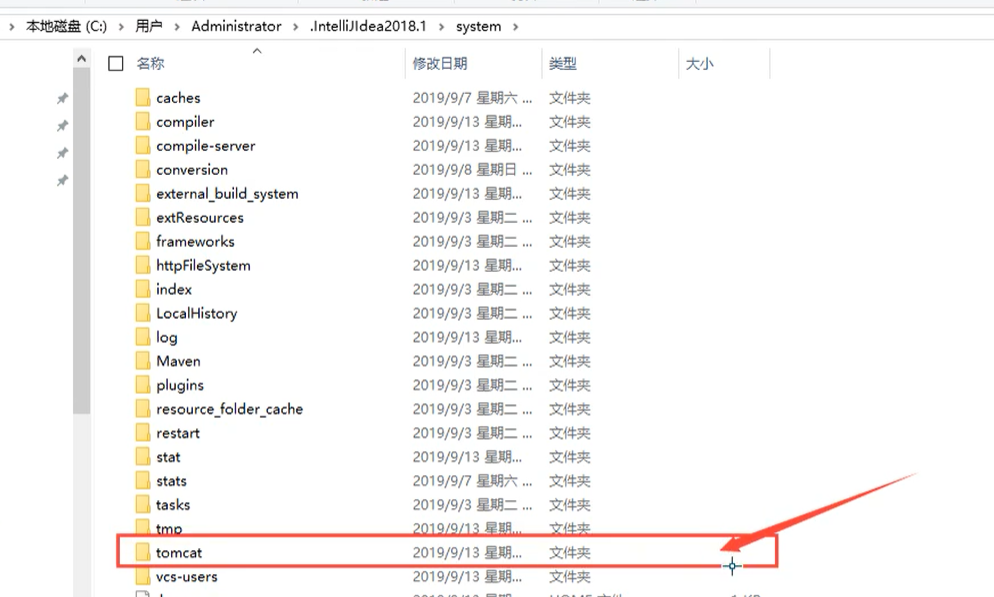 本地磁盘 (C:) 用户 Administrator .IntelliJIdea2018.1 system
名称 修改日期 类型 大小
caches 2019/9/7 星期六 ... 文件夹
compiler 2019/9/13 星期... 文件夹
compile-server 2019/9/13 星期... 文件夹
conversion 2019/9/8 星期日 ... 文件夹
external_build_system 2019/9/13 星期... 文件夹
extResources 2019/9/3 星期二 ... 文件夹
frameworks 2019/9/3 星期二 ... 文件夹
httpFileSystem 2019/9/13 星期... 文件夹
index 2019/9/3 星期二 ... 文件夹
LocalHistory 2019/9/3 星期二 ... 文件夹
log 2019/9/13 星期... 文件夹
Maven 2019/9/3 星期二 ... 文件夹
plugins 2019/9/3 星期二 ... 文件夹
resource_folder_cache 2019/9/3 星期二 ... 文件夹
restart 2019/9/3 星期二 ... 文件夹
stat 2019/9/13 星期... 文件夹
stats 2019/9/7 星期六 ... 文件夹
tasks 2019/9/3 星期二 ... 文件夹
tmp 2019/9/13 星期... 文件夹
tomcat 2019/9/13 星期... 文件夹
vcs-users 2019/9/13 星期... 文件夹